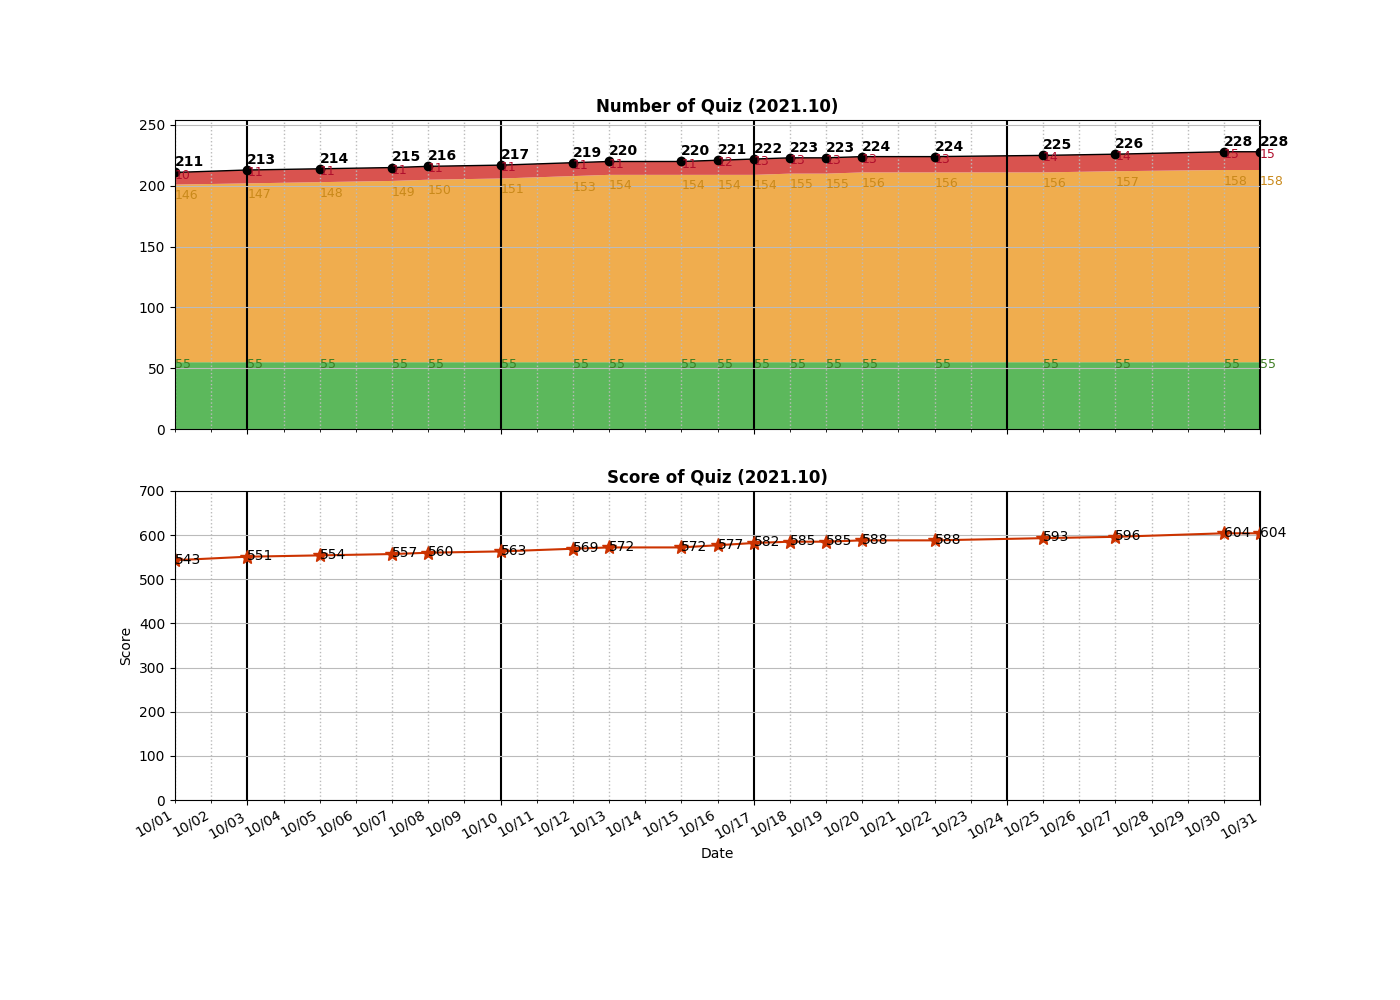 Number of Quiz (2021.10)
250
200
150
100
50
0
211 213 214 215 216 217 219 220 220 221 222 223 223 224 224 225 226 228 228
10 11 11 11 11 11 11 11 11 12 13 13 13 13 13 14 14 15 15
146 147 148 149 150 151 153 154 154 154 154 155 155 156 156 156 157 158 158
55 55 55 55 55 55 55 55 55 55 55 55 55 55 55 55 55 55 55
Score of Quiz (2021.10)
700
600
500
400
300
200
100
0
543 551 554 557 560 563 569 572 572 577 582 585 585 588 588 593 596 604 604
Score
10/01 10/02 10/03 10/04 10/05 10/06 10/07 10/08 10/09 10/10 10/11 10/12 10/13 10/14 10/15 10/16 10/17 10/18 10/19 10/20 10/21 10/22 10/23 10/24 10/25 10/26 10/27 10/28 10/29 10/30 10/31
Date